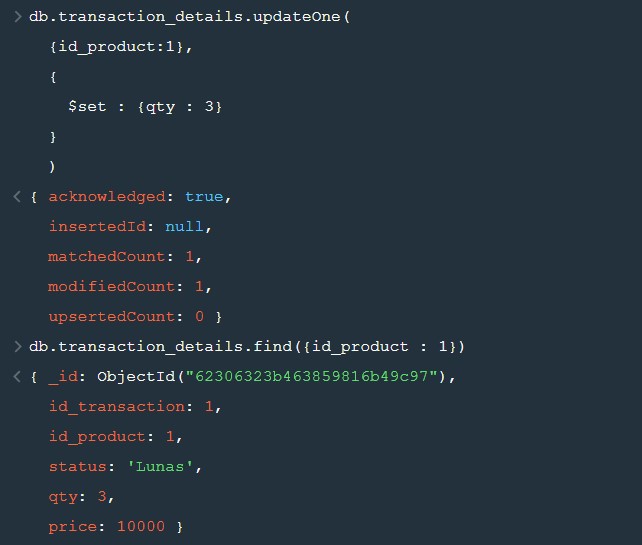 > db.transaction_details.updateOne(
{id_product:1},
{
$set : {qty : 3}
}
)
< { acknowledged: true,
insertedId: null,
matchedCount: 1,
modifiedCount: 1,
upsertedCount: 0 }
> db.transaction_details.find({id_product : 1})
< { _id: ObjectId("62306323b463859816b49c97"),
id_transaction: 1,
id_product: 1,
status: 'Lunas',
qty: 3,
price: 10000 }